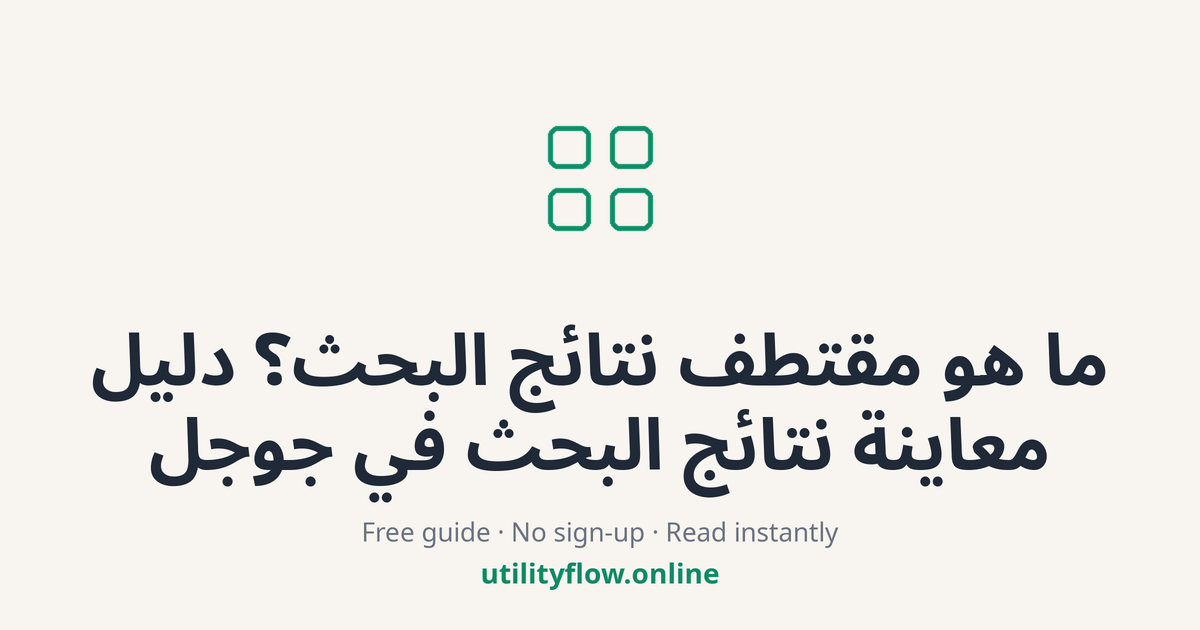 ما هو مقتطف نتائج البحث؟ دليل
معاينة نتائج البحث في جوجل
Free guide · No sign-up · Read instantly
utilityflow.online